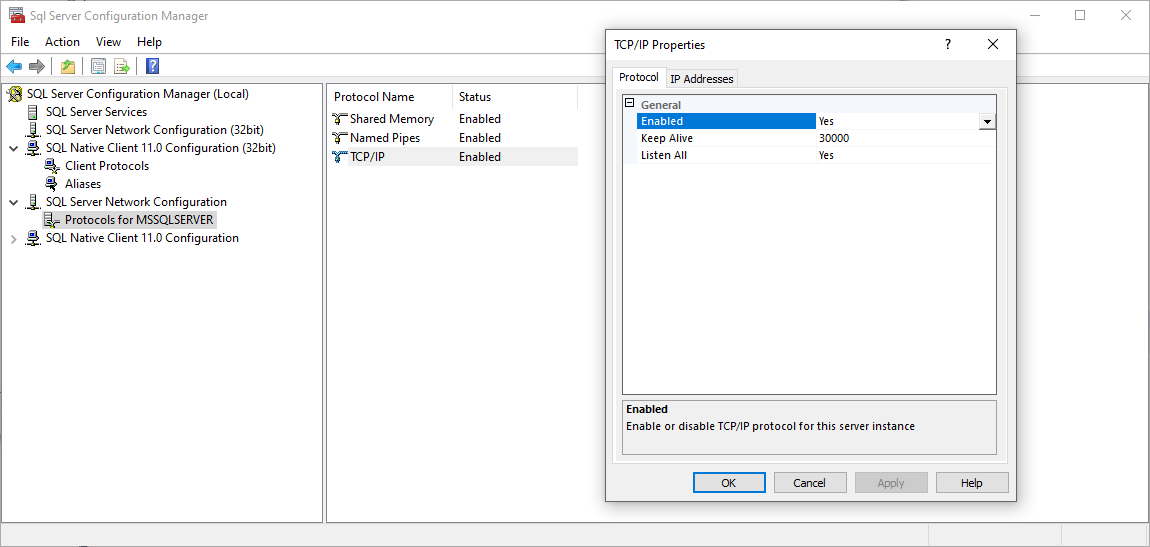 Sql Server Configuration Manager
File Action View Help
SQL Server Configuration Manager (Local)
SQL Server Services
SQL Server Network Configuration (32bit)
SQL Native Client 11.0 Configuration (32bit)
Client Protocols
Aliases
SQL Server Network Configuration
Protocols for MSSQLSERVER
SQL Native Client 11.0 Configuration
Protocol Name Status
Shared Memory Enabled
Named Pipes Enabled
TCP/IP Enabled
TCP/IP Properties
Protocol IP Addresses
General
Enabled Yes
Keep Alive 30000
Listen All Yes
Enabled
Enable or disable TCP/IP protocol for this server instance
OK Cancel Apply Help